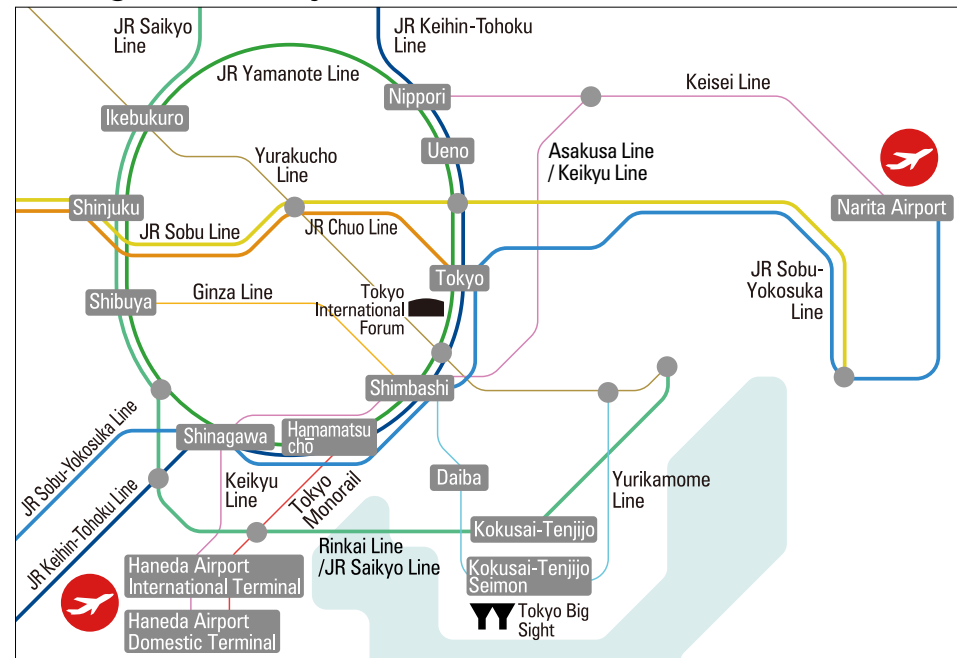 JR Saikyo
Line
JR Keihin-Tohoku
Line
JR Yamanote Line
Nippori
Keisei Line
Ikebukuro
Ueno
Yurakucho
Line
Asakusa Line
/ Keikyu Line
Shinjuku
Narita Airport
JR Sobu Line
JR Chuo Line
Tokyo
JR Sobu-
Yokosuka
Line
Shibuya
Ginza Line
Tokyo
International
Forum
Shimbashi
Shinagawa
Hamamatsu
chō
JR Sobu-Yokosuka Line
JR Keihin-Tohoku Line
Keikyu
Line
Tokyo
Monorail
Daiba
Yurikamome
Line
Kokusai-Tenjijo
Rinkai Line
/JR Saikyo Line
Haneda Airport
International Terminal
Kokusai-Tenjijo
Seimon
Haneda Airport
Domestic Terminal
Tokyo Big
Sight